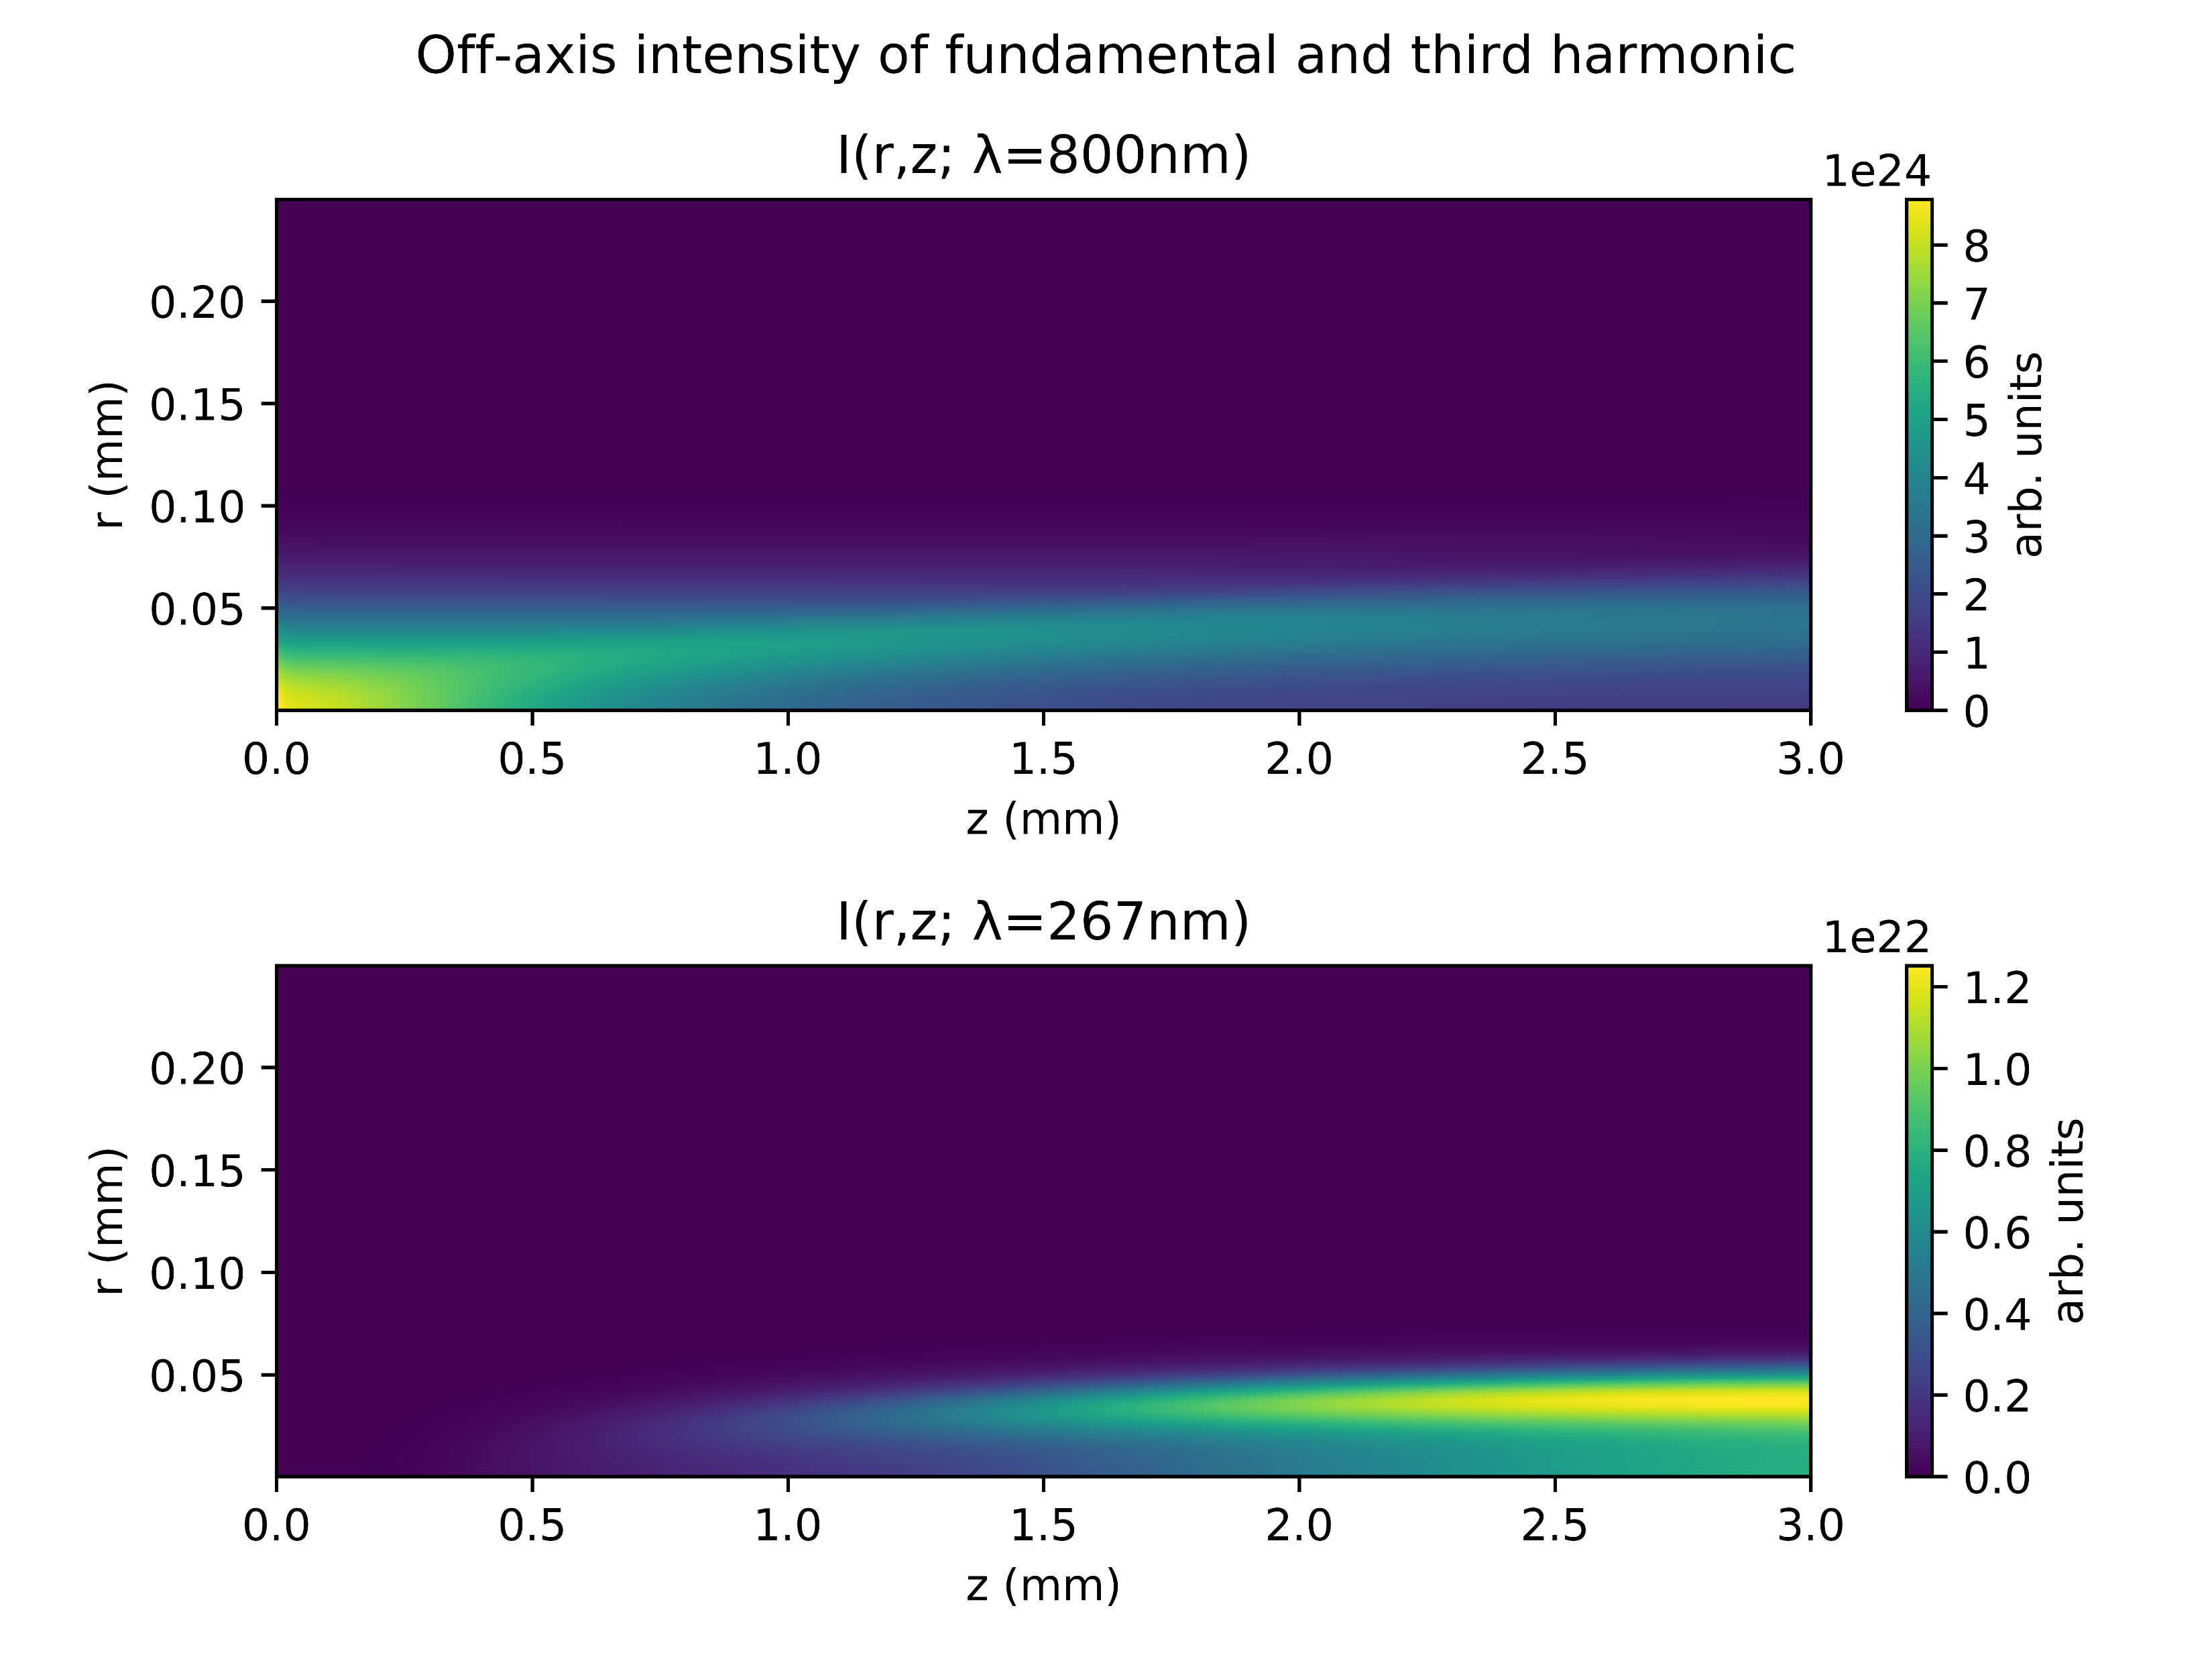 Off-axis intensity of fundamental and third harmonic
I(r,z; λ=800nm)
1e24
r (mm)
0.20
0.15
0.10
0.05
0.0 0.5 1.0 1.5 2.0 2.5 3.0
z (mm)
8
7
6
5
4
3
2
1
0
arb. units
I(r,z; λ=267nm)
1e22
r (mm)
0.20
0.15
0.10
0.05
0.0 0.5 1.0 1.5 2.0 2.5 3.0
z (mm)
1.2
1.0
0.8
0.6
0.4
0.2
0.0
arb. units